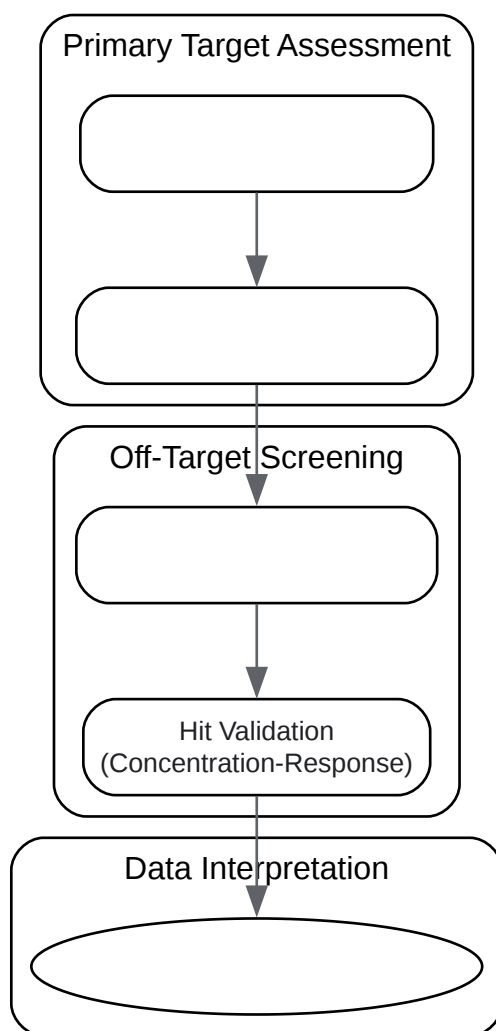 Primary Target Assessment
Off-Target Screening
Hit Validation
(Concentration-Response)
Data Interpretation